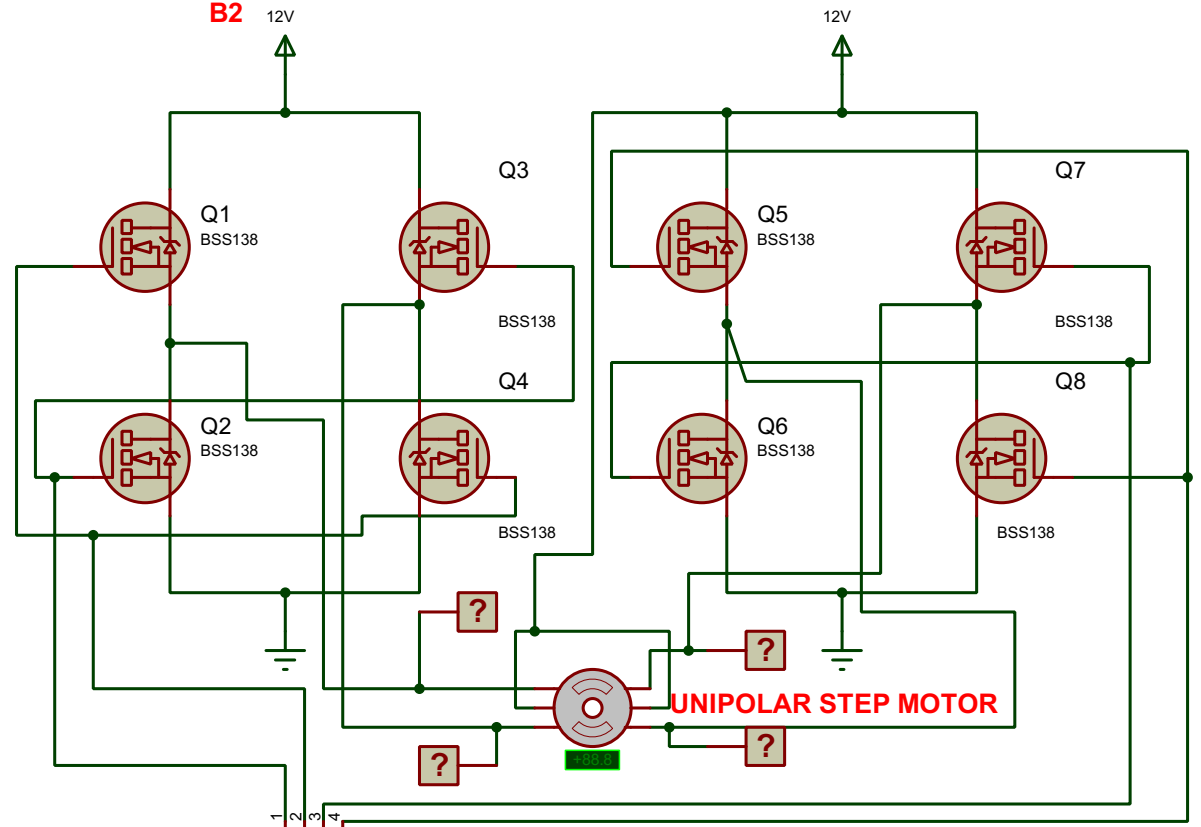 B2
12V
12V
Q3
Q7
Q1
BSS138
Q5
BSS138
BSS138
BSS138
Q4
Q8
Q2
BSS138
Q6
BSS138
BSS138
BSS138
?
?
UNIPOLAR STEP MOTOR
?
?
+88.8
1
2
3
4